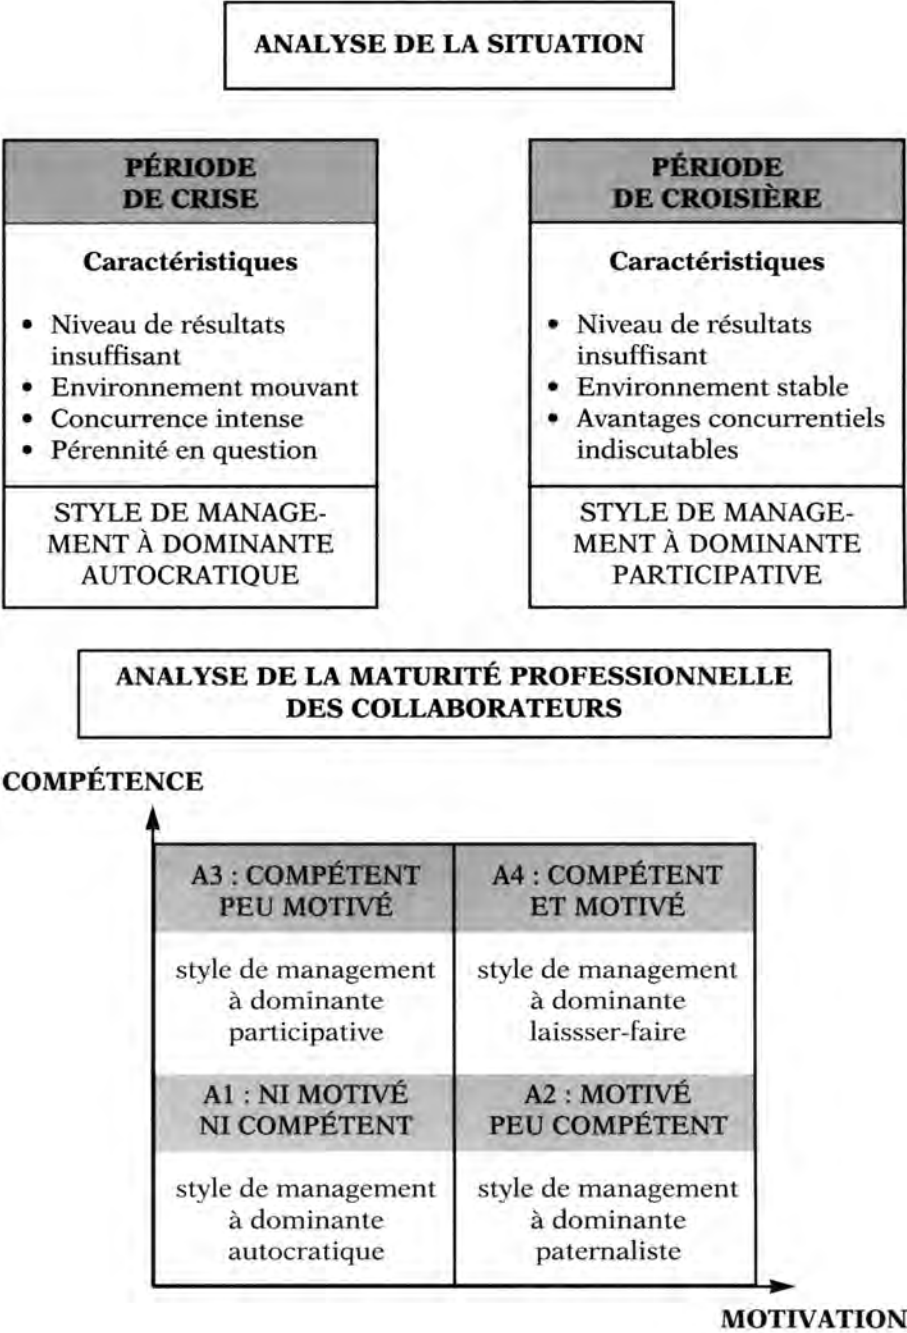 ANALYSE DE LA SITUATION
PÉRIODE
DE CRISE
Caractéristiques
• Niveau de résultats
insuffisant
• Environnement mouvant
• Concurrence intense
• Pérennité en question
STYLE DE MANAGE-
MENT À DOMINANTE
AUTOCRATIQUE
PÉRIODE
DE CROISIÈRE
Caractéristiques
• Niveau de résultats
insuffisant
• Environnement stable
• Avantages concurrentiels
indiscutables
STYLE DE MANAGE-
MENT À DOMINANTE
PARTICIPATIVE
ANALYSE DE LA MATURITÉ PROFESSIONNELLE
DES COLLABORATEURS
COMPÉTENCE
A3 : COMPÉTENT
PEU MOTIVÉ
style de management
à dominante
participative
A4 : COMPÉTENT
ET MOTIVÉ
style de management
à dominante
laissser-faire
A1 : NI MOTIVÉ
NI COMPÉTENT
style de management
à dominante
autocratique
A2 : MOTIVÉ
PEU COMPÉTENT
style de management
à dominante
paternaliste
MOTIVATION